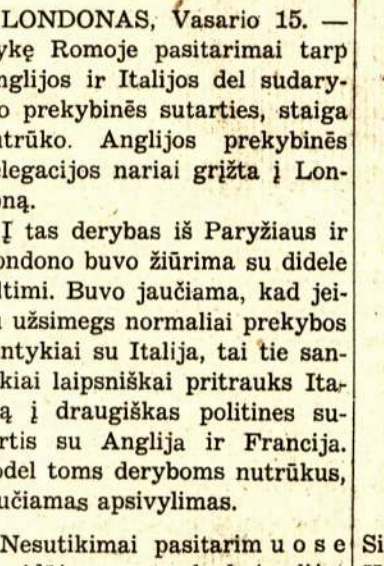 LONDONAS, Vasario 15. —
ykę Romoje pasitarimai tarp
nglijos ir Italijos del sudary-
o prekybinės sutarties, staiga
utrūko. Anglijos prekybinės
elegacijos nariai grįžta į Lon-
oną.
Į tas derybas iš Paryžiaus ir
ondono buvo žiūrima su didele
ltimi. Buvo jaučiama, kad jei-
u užsimegs normaliai prekybos
antykiai su Italija, tai tie san-
kiai laipsniškai pritrauks Ita-
ą į draugiškas politines su-
rtis su Anglija ir Francija.
odel toms deryboms nutrūkus,
učiamas apsivylimas.
Nesutikimai pasitarimuose
Si